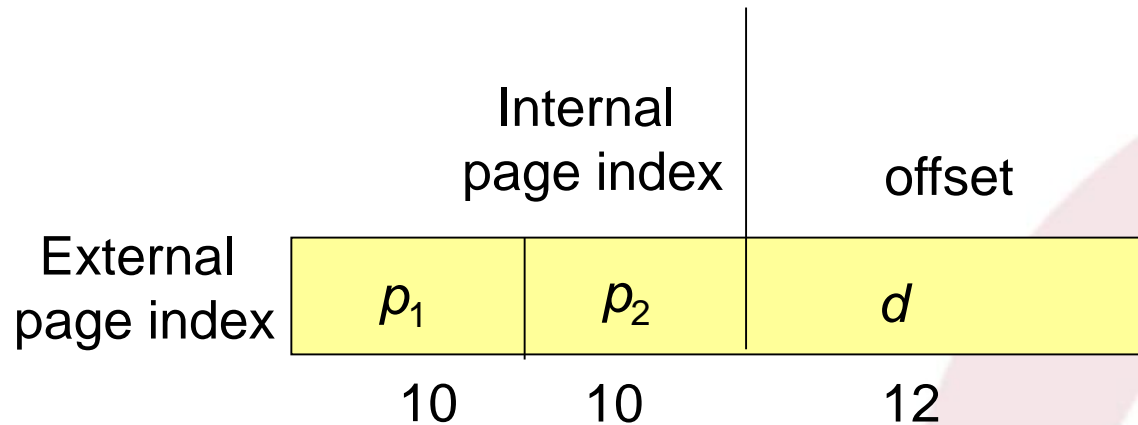 Internal
page index
offset
External
page index
p₁
p₂
d
10
10
12